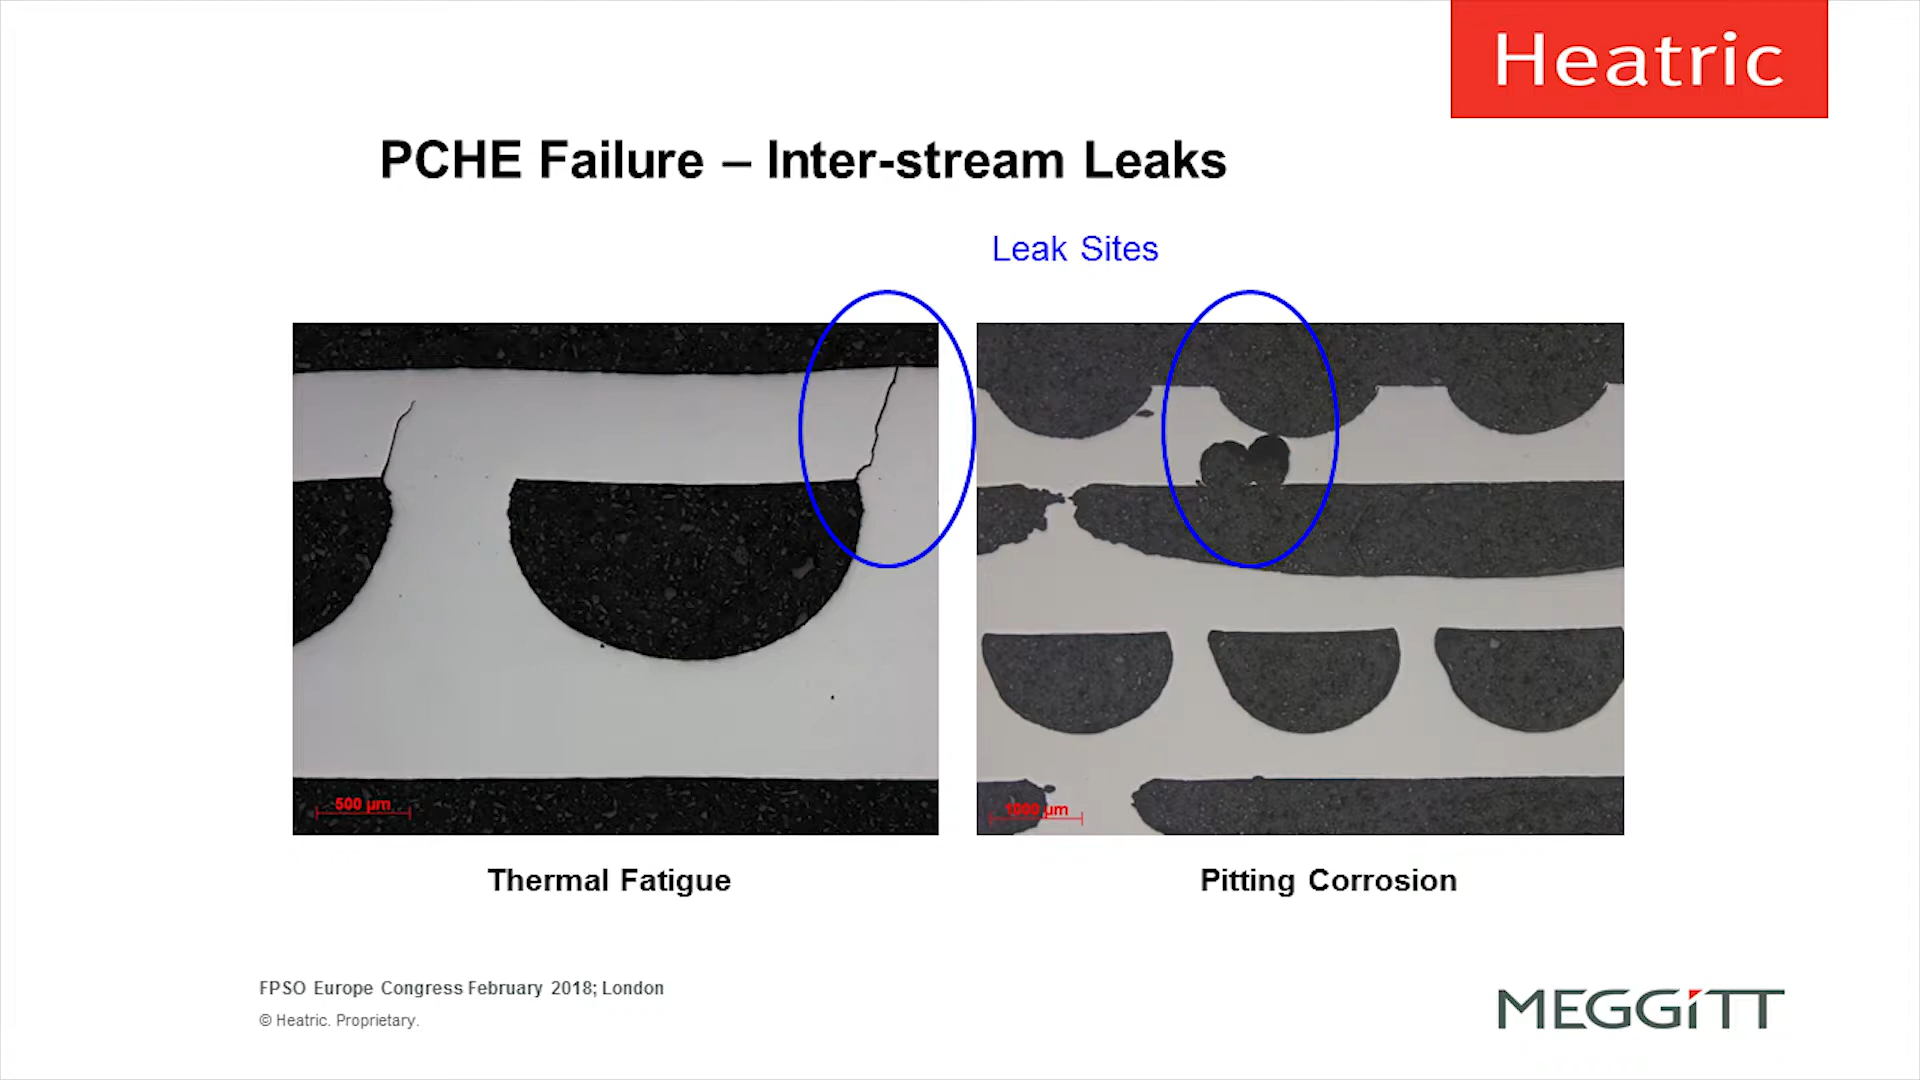 Heatric
PCHE Failure – Inter-stream Leaks
Leak Sites
500 µm
1000 µm
Thermal Fatigue
Pitting Corrosion
FPSO Europe Congress February 2018; London
© Heatric. Proprietary.
MEGGiTT